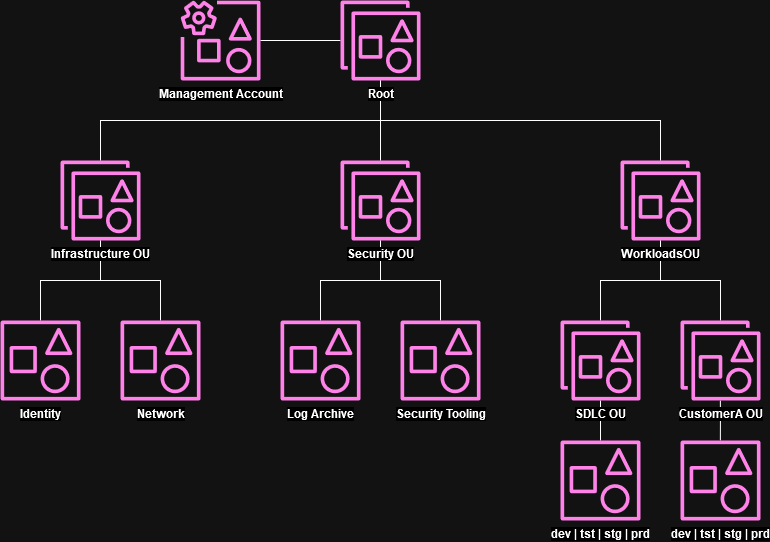 Management Account
Root
Infrastructure OU
Security OU
WorkloadsOU
Identity
Network
Log Archive
Security Tooling
SDLC OU
CustomerA OU
dev | tst | stg | prd
dev | tst | stg | prd